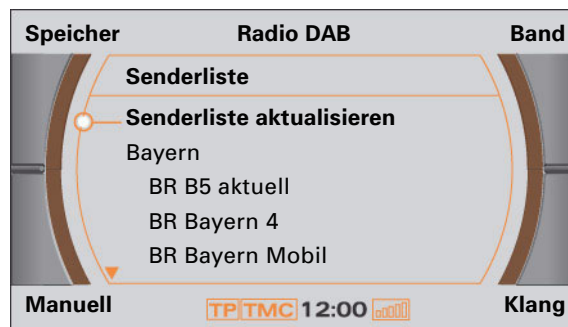 Speicher Radio DAB Band
Senderliste
Senderliste aktualisieren
Bayern
BR B5 aktuell
BR Bayern 4
BR Bayern Mobil
Manuell TP TMC 12:00 Klang